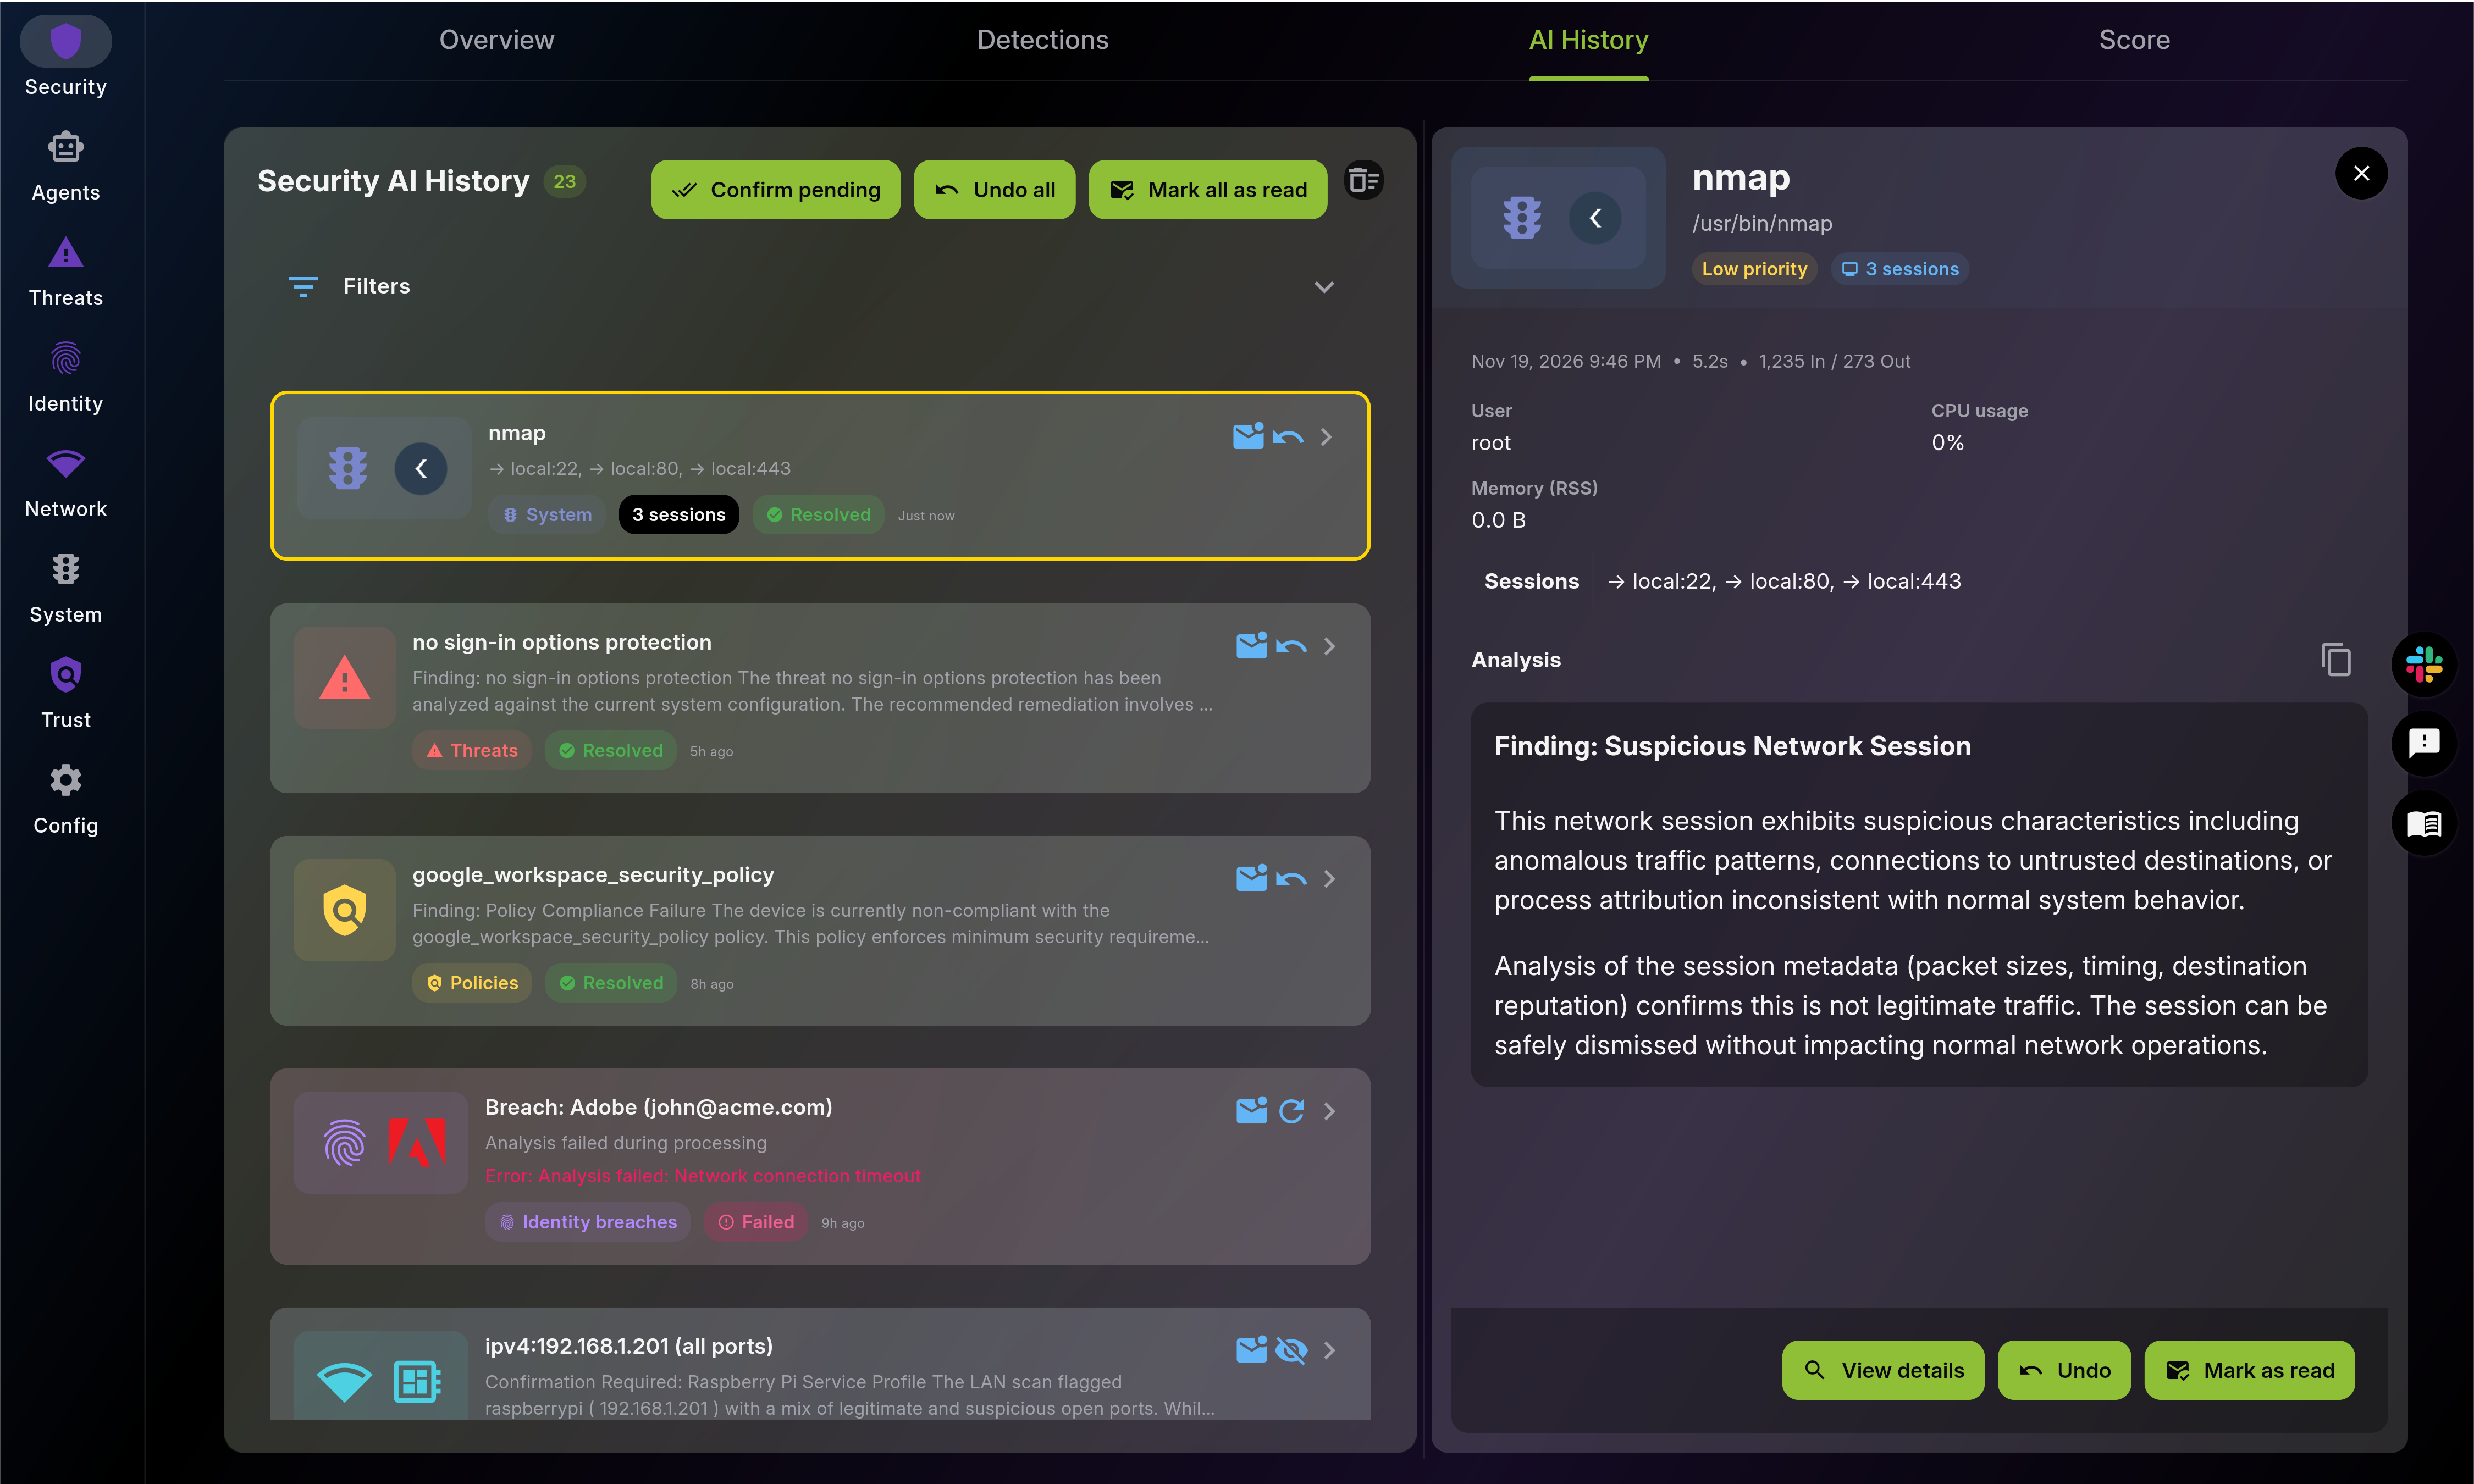 Security
Agents
Threats
Identity
Network
System
Trust
Config
Overview
Detections
AI History
Score
Security AI History 23
Confirm pending
Undo all
Mark all as read
Filters
nmap
→ local:22, → local:80, → local:443
System
3 sessions
Resolved
Just now
no sign-in options protection
Finding: no sign-in options protection The threat no sign-in options protection has been
analyzed against the current system configuration. The recommended remediation involves ...
Threats
Resolved
5h ago
google_workspace_security_policy
Finding: Policy Compliance Failure The device is currently non-compliant with the
google_workspace_security_policy policy. This policy enforces minimum security requireme...
Policies
Resolved
8h ago
Breach: Adobe (john@acme.com)
Analysis failed during processing
Error: Analysis failed: Network connection timeout
Identity breaches
Failed
9h ago
ipv4:192.168.1.201 (all ports)
Confirmation Required: Raspberry Pi Service Profile The LAN scan flagged
raspberrypi ( 192.168.1.201 ) with a mix of legitimate and suspicious open ports. Whil...
nmap
/usr/bin/nmap
Low priority
3 sessions
Nov 19, 2026 9:46 PM • 5.2s • 1,235 In / 273 Out
User
root
CPU usage
0%
Memory (RSS)
0.0 B
Sessions
→ local:22, → local:80, → local:443
Analysis
Finding: Suspicious Network Session
This network session exhibits suspicious characteristics including
anomalous traffic patterns, connections to untrusted destinations, or
process attribution inconsistent with normal system behavior.
Analysis of the session metadata (packet sizes, timing, destination
reputation) confirms this is not legitimate traffic. The session can be
safely dismissed without impacting normal network operations.
View details
Undo
Mark as read